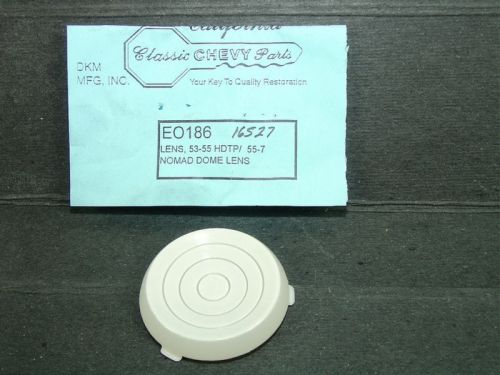 California
Classic CHEVY Parts
DKM
MFG, INC.
Your Key To Quality Restoration
EO186 16527
LENS, 53-55 HDTP/ 55-7
NOMAD DOME LENS